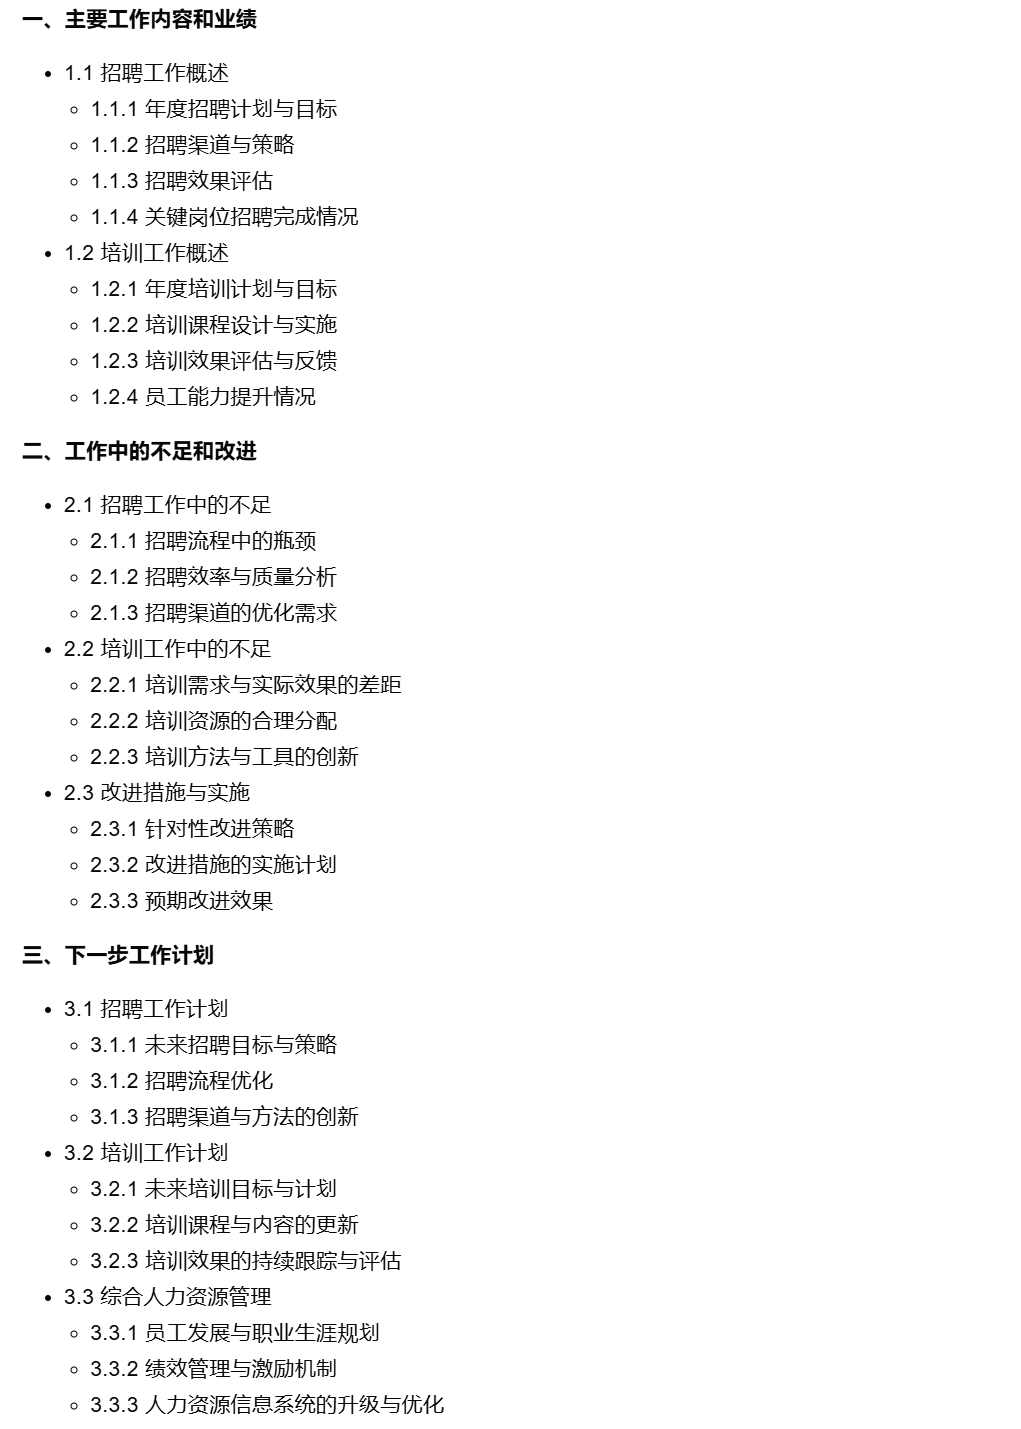 一、主要工作内容和业绩
1.1 招聘工作概述
1.1.1 年度招聘计划与目标
1.1.2 招聘渠道与策略
1.1.3 招聘效果评估
1.1.4 关键岗位招聘完成情况
1.2 培训工作概述
1.2.1 年度培训计划与目标
1.2.2 培训课程设计与实施
1.2.3 培训效果评估与反馈
1.2.4 员工能力提升情况
二、工作中的不足和改进
2.1 招聘工作中的不足
2.1.1 招聘流程中的瓶颈
2.1.2 招聘效率与质量分析
2.1.3 招聘渠道的优化需求
2.2 培训工作中的不足
2.2.1 培训需求与实际效果的差距
2.2.2 培训资源的合理分配
2.2.3 培训方法与工具的创新
2.3 改进措施与实施
2.3.1 针对性改进策略
2.3.2 改进措施的实施计划
2.3.3 预期改进效果
三、下一步工作计划
3.1 招聘工作计划
3.1.1 未来招聘目标与策略
3.1.2 招聘流程优化
3.1.3 招聘渠道与方法的创新
3.2 培训工作计划
3.2.1 未来培训目标与计划
3.2.2 培训课程与内容的更新
3.2.3 培训效果的持续跟踪与评估
3.3 综合人力资源管理
3.3.1 员工发展与职业生涯规划
3.3.2 绩效管理与激励机制
3.3.3 人力资源信息系统的升级与优化